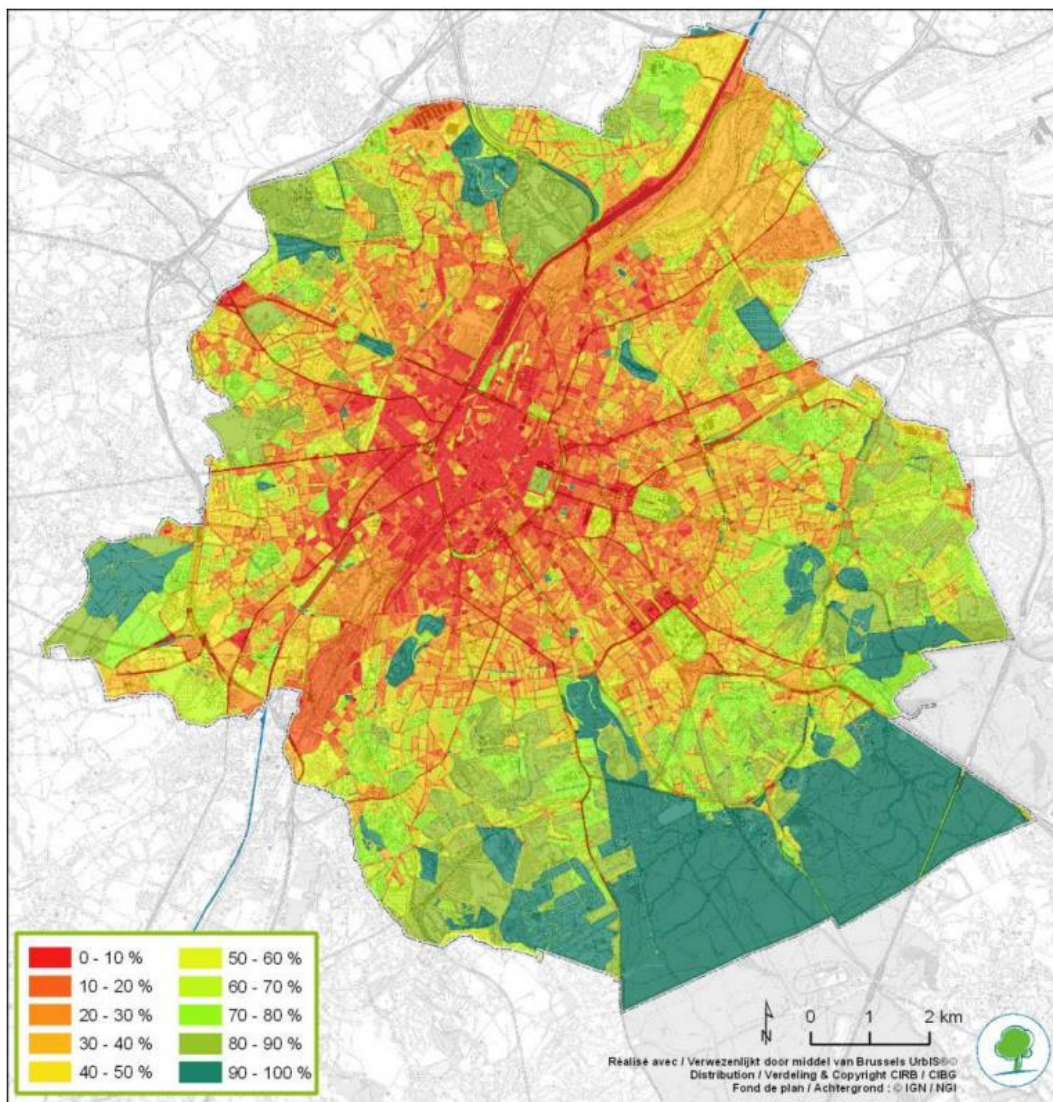 0 - 10 %
10 - 20 %
20 - 30 %
30 - 40 %
40 - 50 %
50 - 60 %
60 - 70 %
70 - 80 %
80 - 90 %
90 - 100 %
N
0 1 2 km
Réalisé avec / Verwezenlijkt door middel van Brussels UrbIS®©
Distribution / Verdeling & Copyright CIRB / CIBG
Fond de plan / Achtergrond : © IGN / NGI